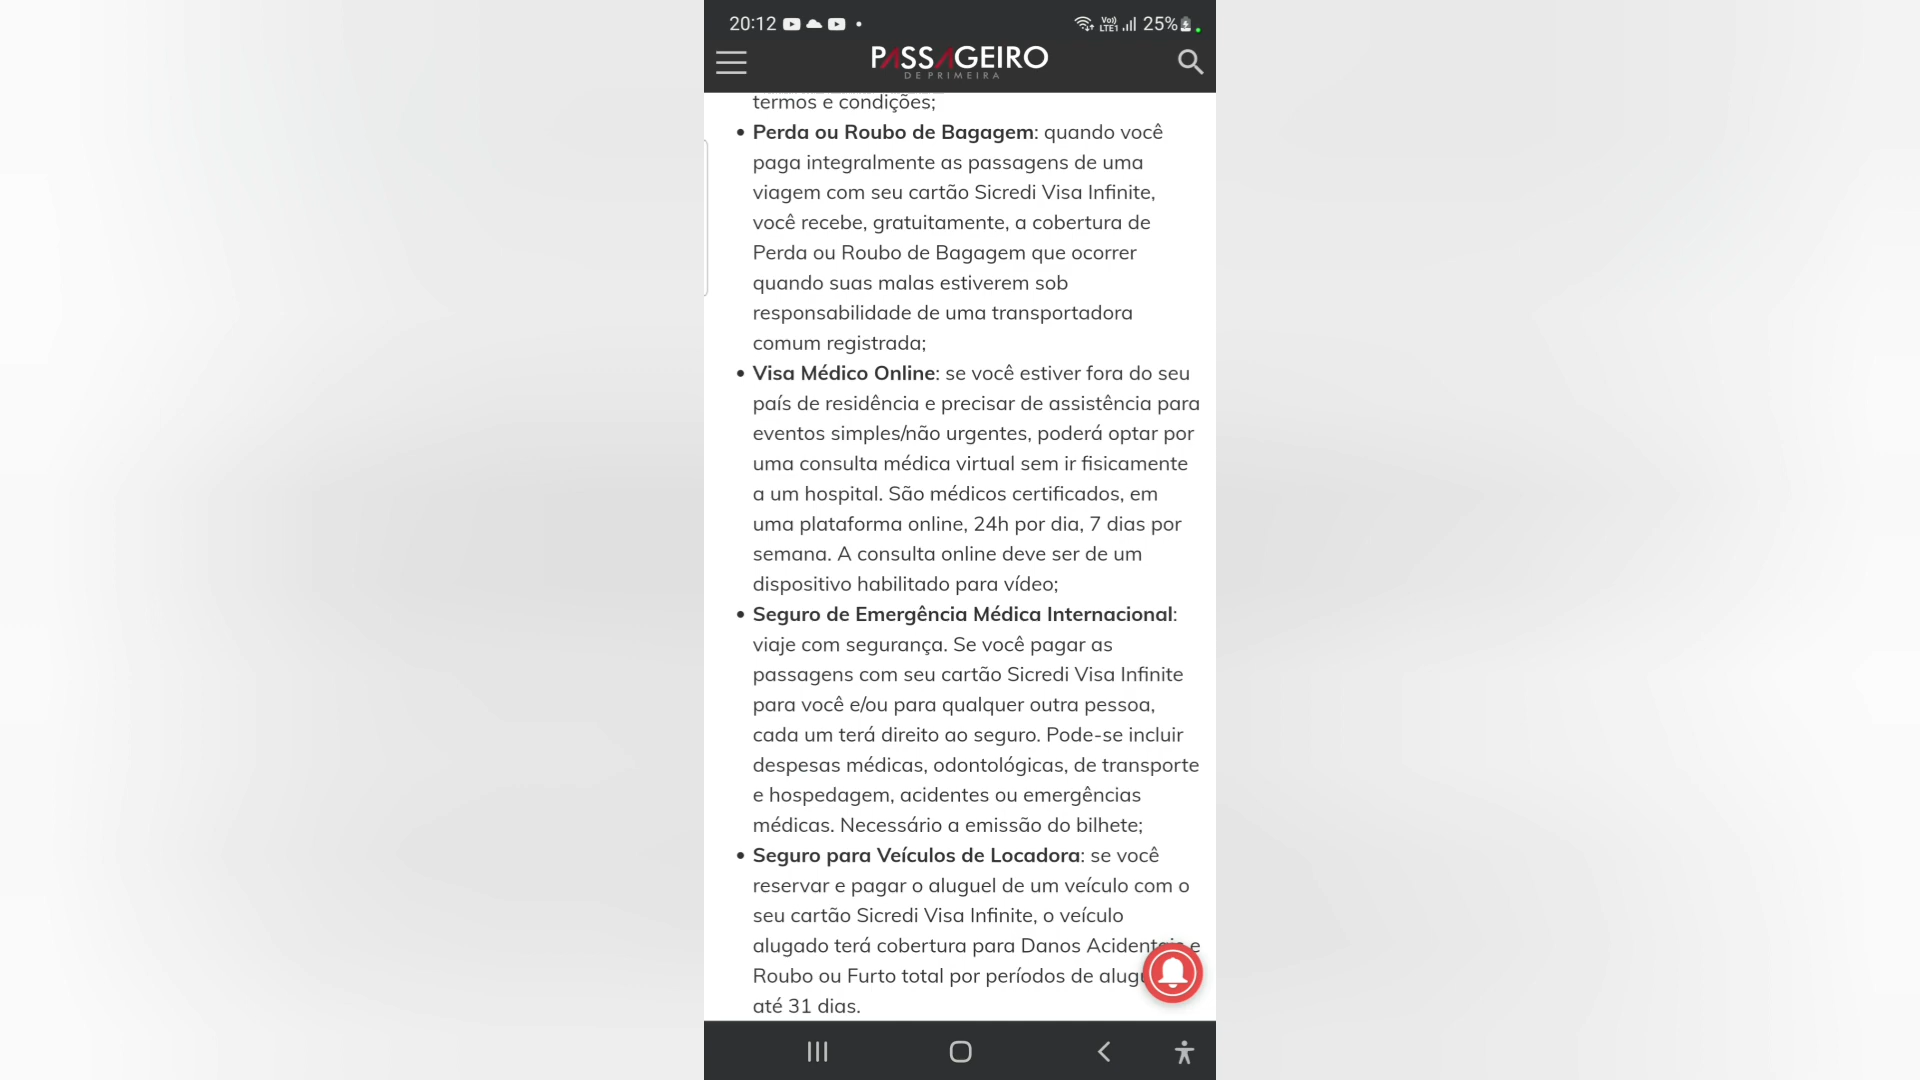 20:12
VoI) LTE1 25%
PASSAGEIRO
DE PRIMEIRA
termos e condições;
• Perda ou Roubo de Bagagem: quando você
paga integralmente as passagens de uma
viagem com seu cartão Sicredi Visa Infinite,
você recebe, gratuitamente, a cobertura de
Perda ou Roubo de Bagagem que ocorrer
quando suas malas estiverem sob
responsabilidade de uma transportadora
comum registrada;
• Visa Médico Online: se você estiver fora do seu
país de residência e precisar de assistência para
eventos simples/não urgentes, poderá optar por
uma consulta médica virtual sem ir fisicamente
a um hospital. São médicos certificados, em
uma plataforma online, 24h por dia, 7 dias por
semana. A consulta online deve ser de um
dispositivo habilitado para vídeo;
• Seguro de Emergência Médica Internacional:
viaje com segurança. Se você pagar as
passagens com seu cartão Sicredi Visa Infinite
para você e/ou para qualquer outra pessoa,
cada um terá direito ao seguro. Pode-se incluir
despesas médicas, odontológicas, de transporte
e hospedagem, acidentes ou emergências
médicas. Necessário a emissão do bilhete;
• Seguro para Veículos de Locadora: se você
reservar e pagar o aluguel de um veículo com o
seu cartão Sicredi Visa Infinite, o veículo
alugado terá cobertura para Danos Acidentais e
Roubo ou Furto total por períodos de
até 31 dias.